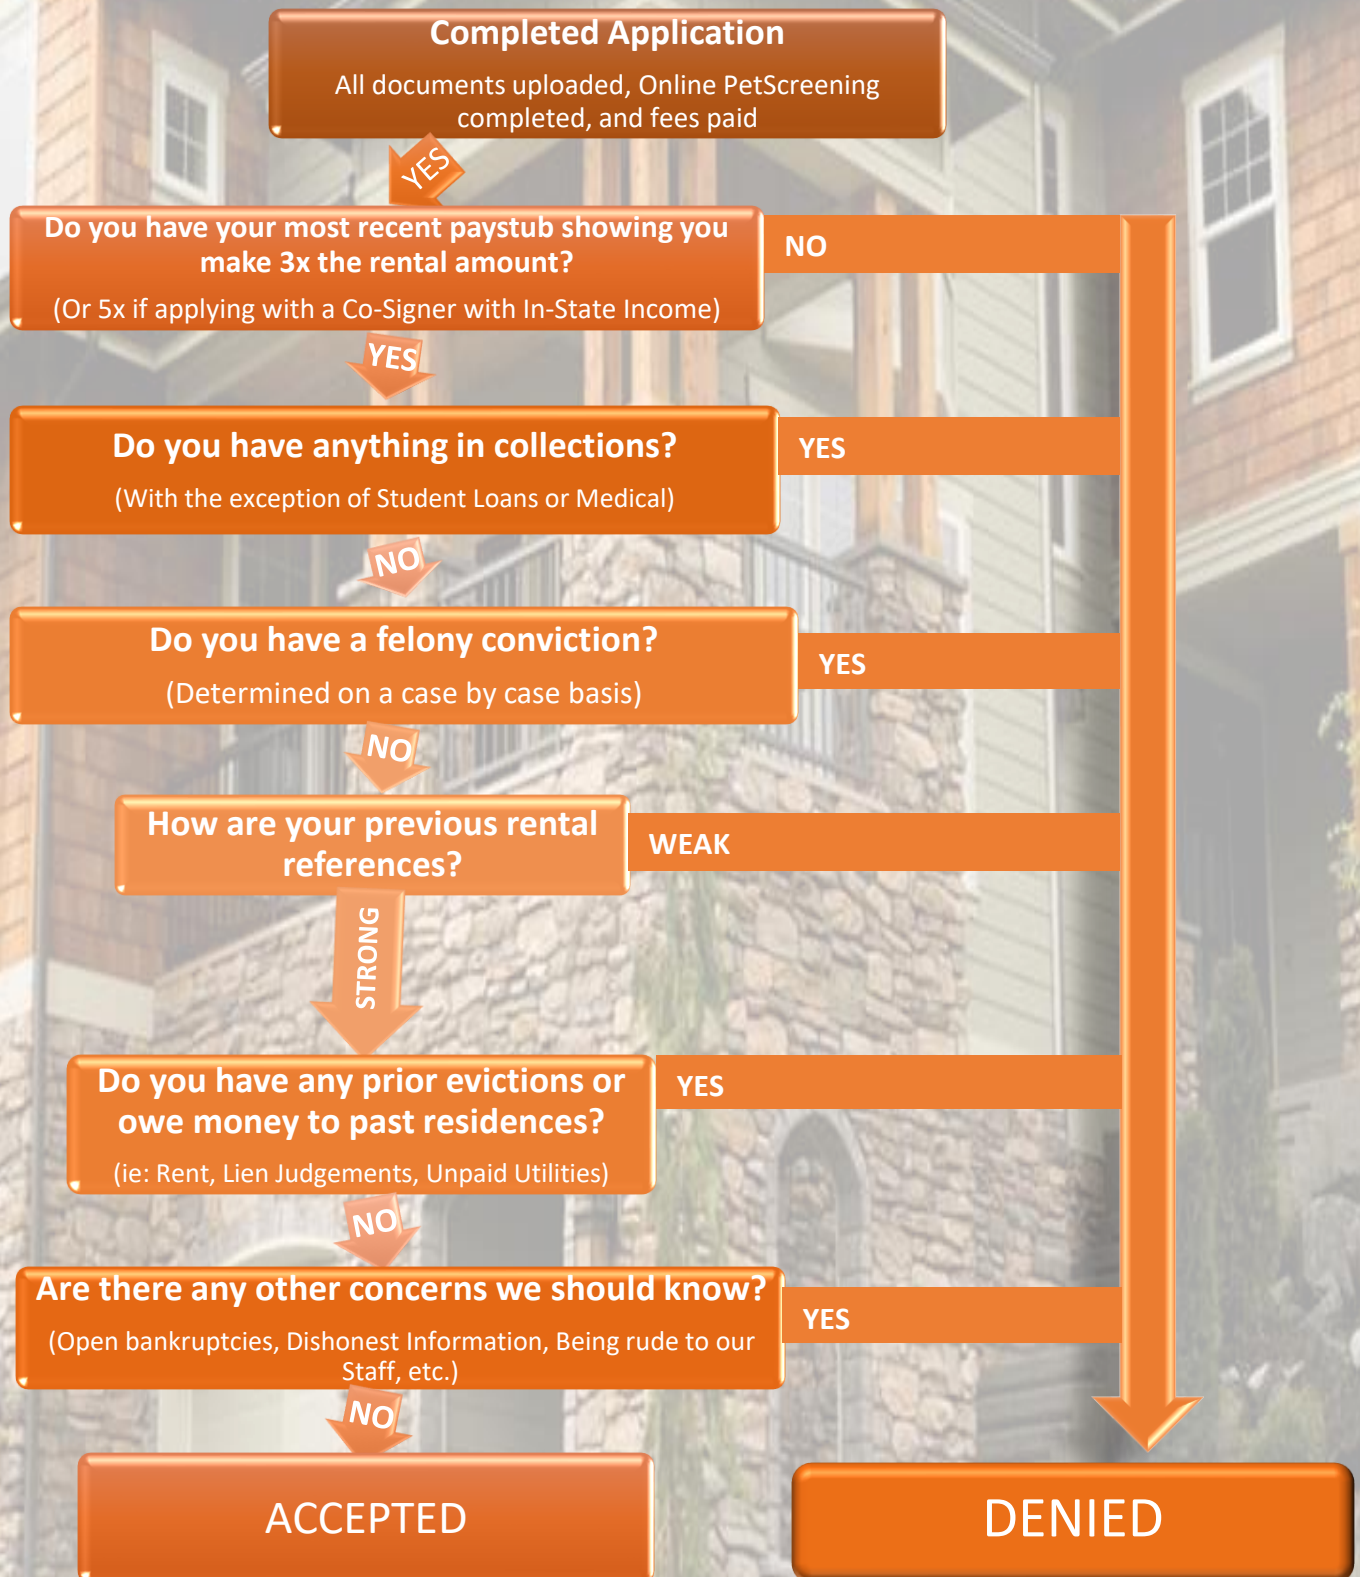 Completed Application
All documents uploaded, Online PetScreening
completed, and fees paid
YES
Do you have your most recent paystub showing you
make 3x the rental amount?
(Or 5x if applying with a Co-Signer with In-State Income)
NO
YES
Do you have anything in collections?
(With the exception of Student Loans or Medical)
YES
NO
Do you have a felony conviction?
(Determined on a case by case basis)
YES
NO
How are your previous rental
references?
WEAK
STRONG
Do you have any prior evictions or
owe money to past residences?
(ie: Rent, Lien Judgements, Unpaid Utilities)
YES
NO
Are there any other concerns we should know?
(Open bankruptcies, Dishonest Information, Being rude to our
Staff, etc.)
YES
NO
ACCEPTED
DENIED